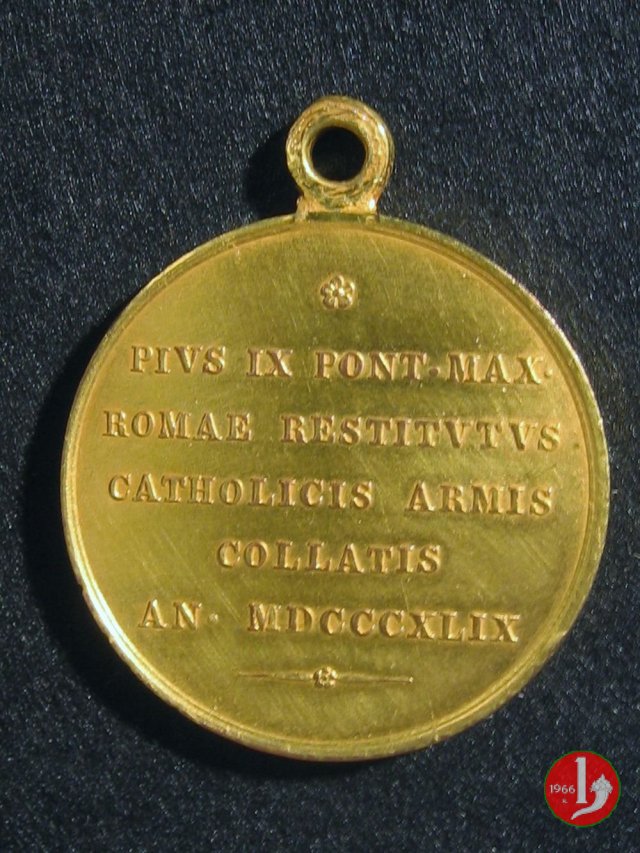 PIVS IX PONT·MAX·
ROMAE RESTITVTVS
CATHOLICIS ARMIS
COLLATIS
AN· MDCCCXLIX
1966